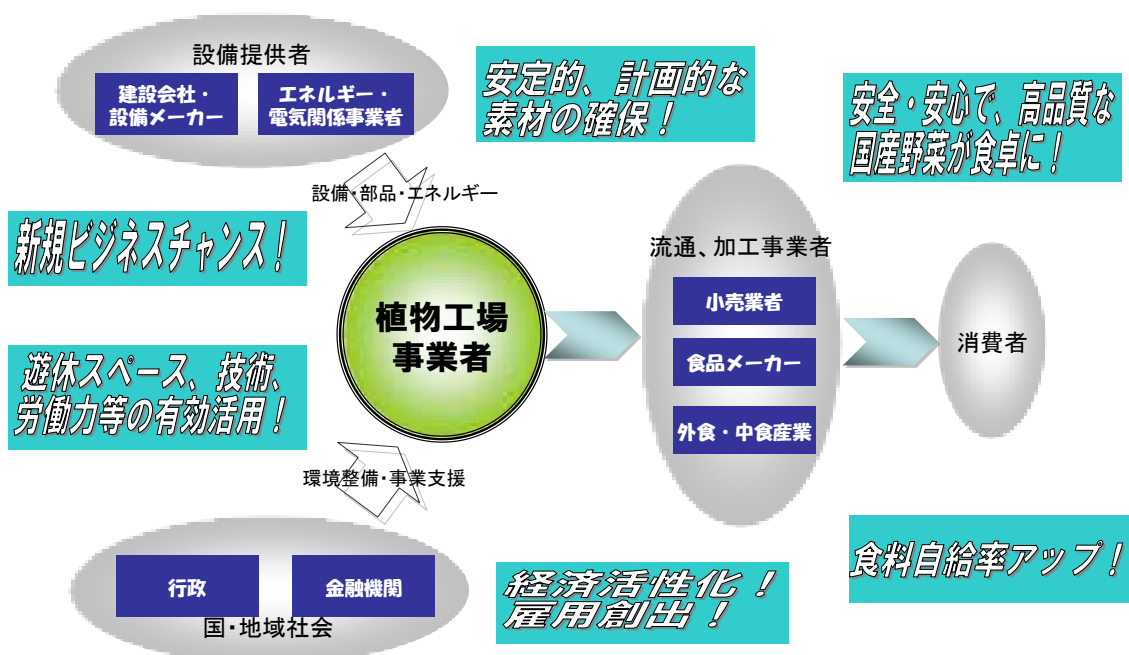 設備提供者
建設会社・
設備メーカー
エネルギー・
電気関係事業者
安定的、計画的な
素材の確保！
安全・安心で、高品質な
国産野菜が食卓に！
設備・部品・エネルギー
新規ビジネスチャンス！
植物工場
事業者
流通、加工事業者
小売業者
食品メーカー
外食・中食産業
消費者
遊休スペース、技術、
労働力等の有効活用！
環境整備・事業支援
行政
金融機関
国・地域社会
経済活性化！
雇用創出！
食料自給率アップ！